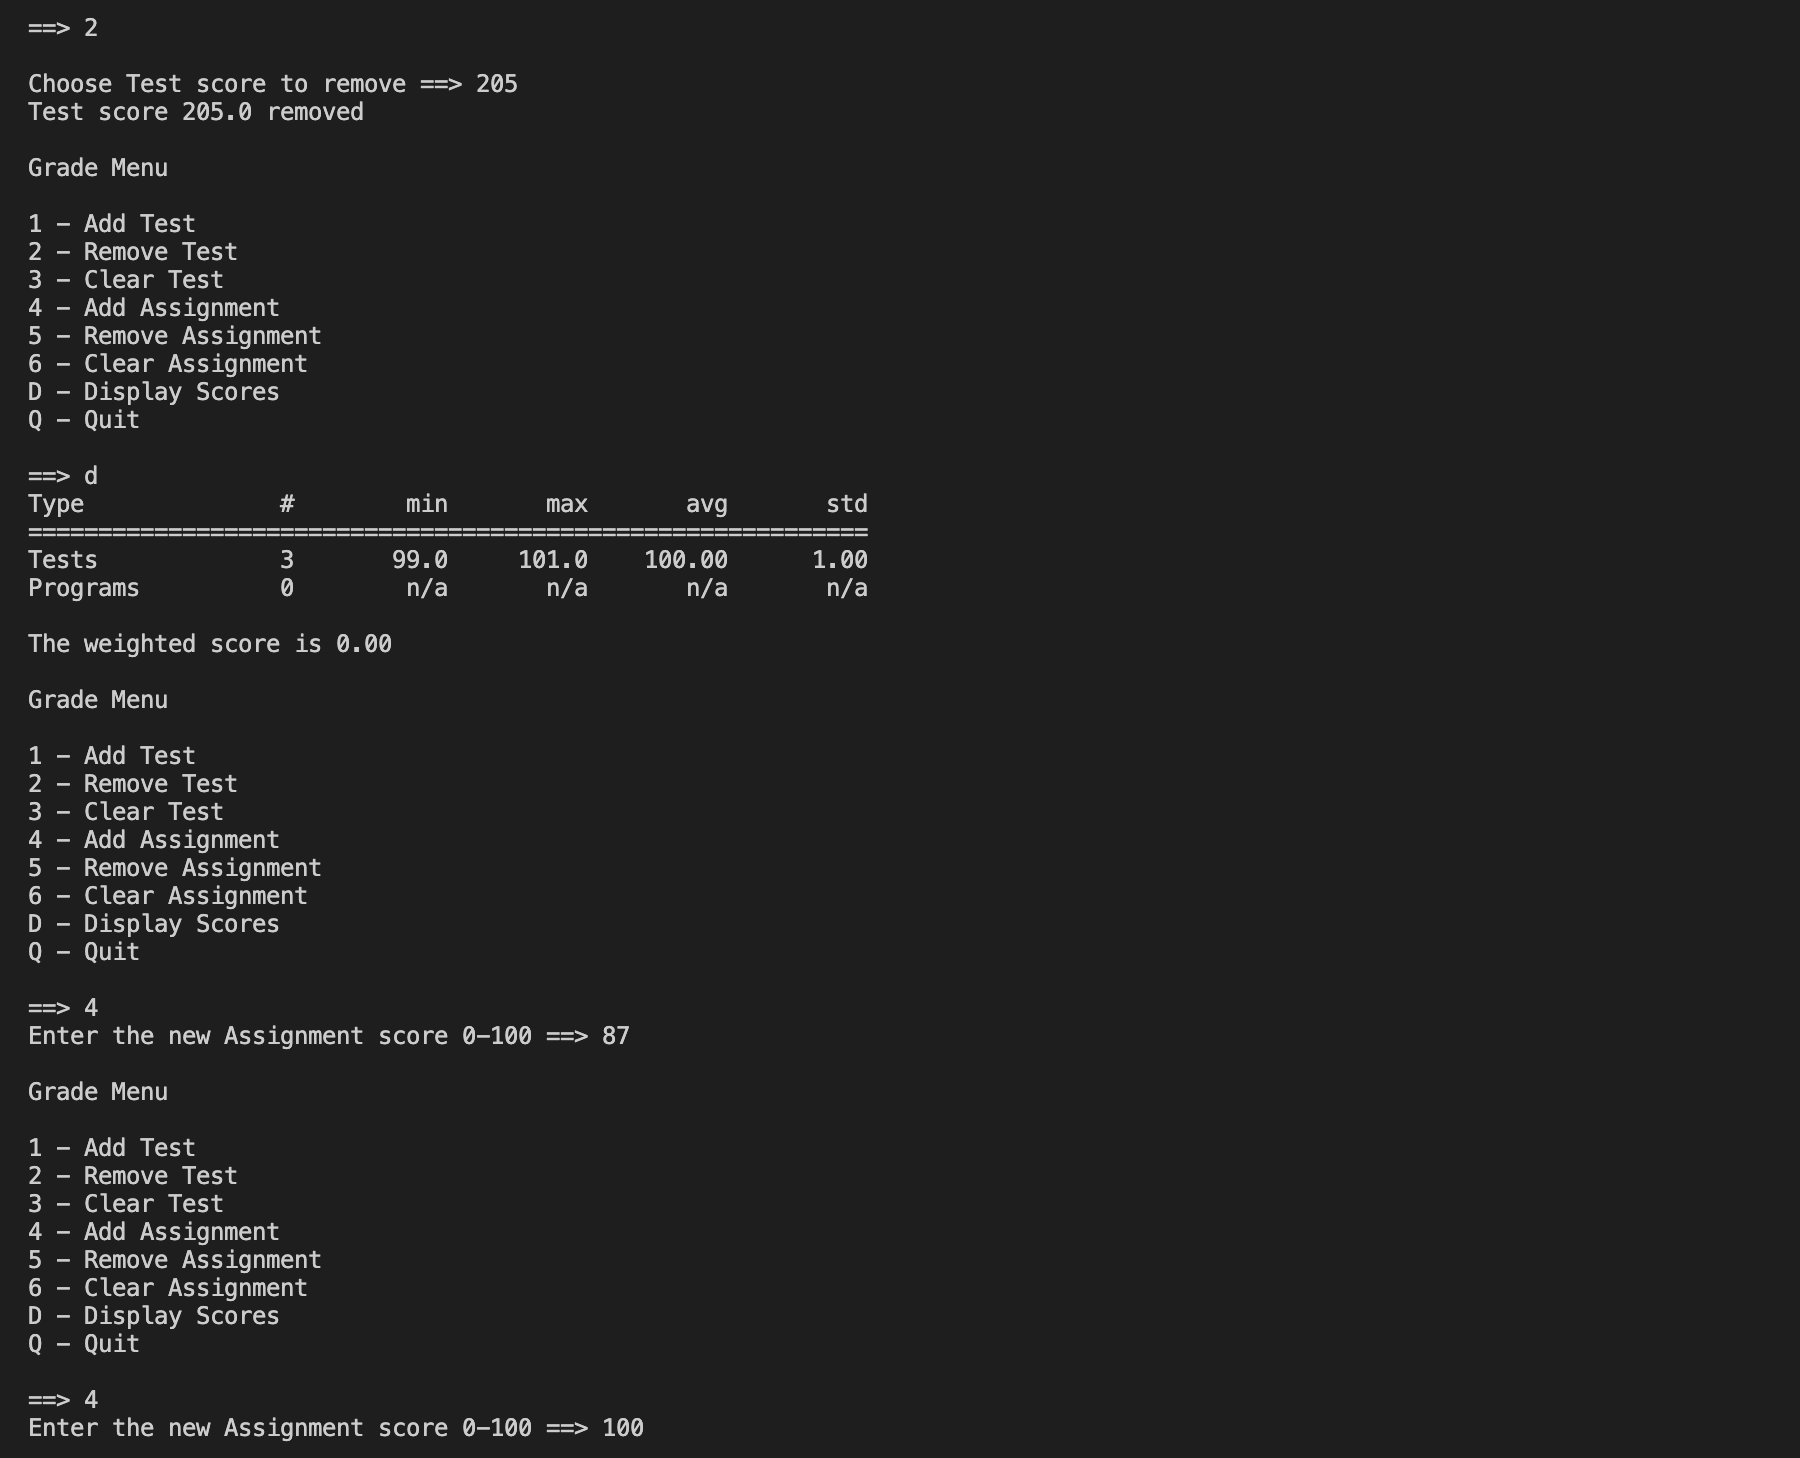 ==> 2
Choose Test score to remove ==> 205
Test score 205.0 removed
Grade Menu
1 – Add Test
2 – Remove Test
3 – Clear Test
4 – Add Assignment
5 – Remove Assignment
6 – Clear Assignment
D – Display Scores
Q – Quit
==> d
Type              #        min       max       avg       std
============================================================
Tests             3       99.0     101.0    100.00      1.00
Programs          0        n/a       n/a       n/a       n/a
The weighted score is 0.00
Grade Menu
1 – Add Test
2 – Remove Test
3 – Clear Test
4 – Add Assignment
5 – Remove Assignment
6 – Clear Assignment
D – Display Scores
Q – Quit
==> 4
Enter the new Assignment score 0–100 ==> 87
Grade Menu
1 – Add Test
2 – Remove Test
3 – Clear Test
4 – Add Assignment
5 – Remove Assignment
6 – Clear Assignment
D – Display Scores
Q – Quit
==> 4
Enter the new Assignment score 0–100 ==> 100